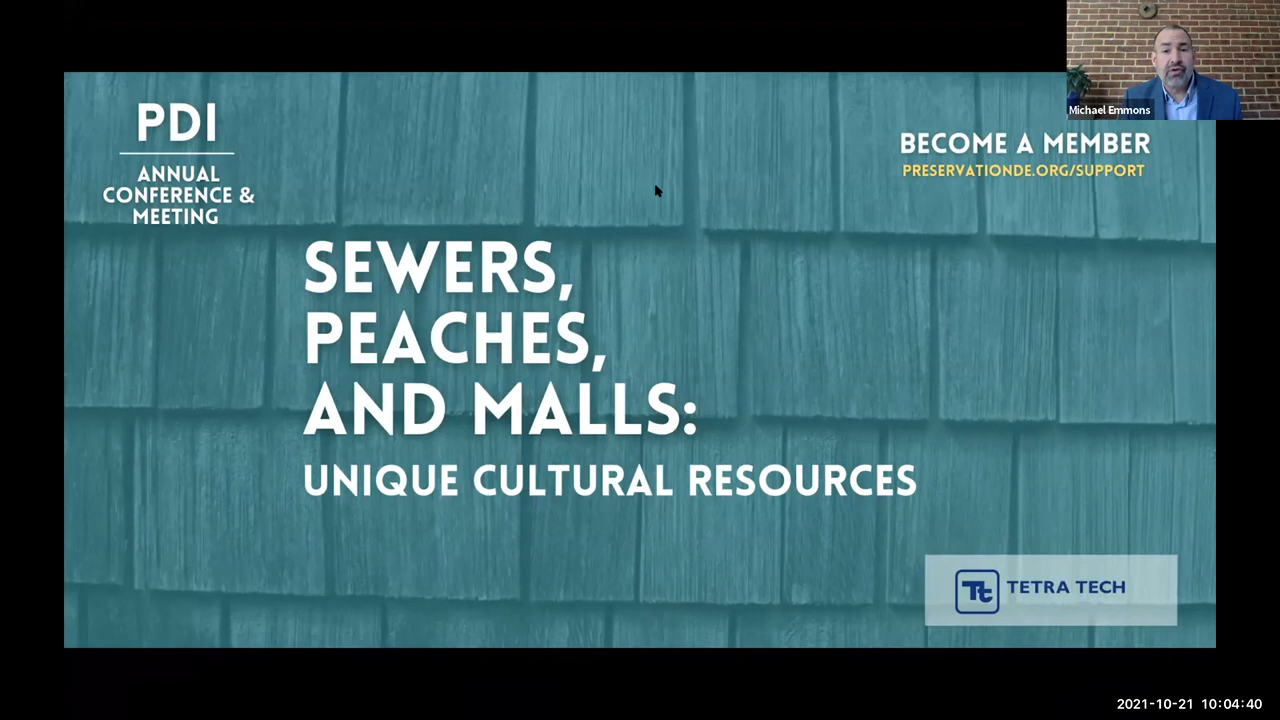 PDI
ANNUAL
CONFERENCE &
MEETING
Michael Emmons
BECOME A MEMBER
PRESERVATIONDE.ORG/SUPPORT
SEWERS,
PEACHES,
AND MALLS:
UNIQUE CULTURAL RESOURCES
Tt TETRA TECH
2021-10-21 10:04:40